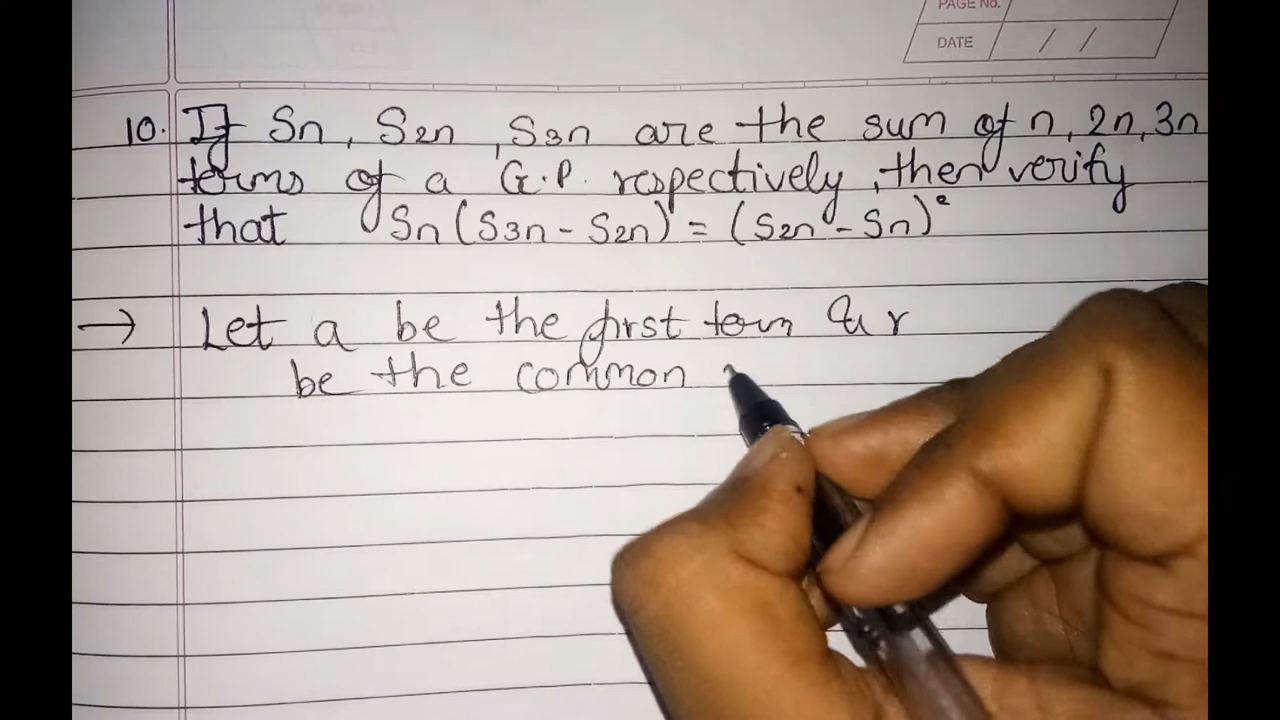 PAGE No.
DATE / /
10. If Sn, S2n, S3n are the sum of n, 2n, 3n
terms of a G.P. respectively, then verify
that Sn(S3n - S2n) = (S2n - Sn)²
→ Let a be the first term & r
be the common